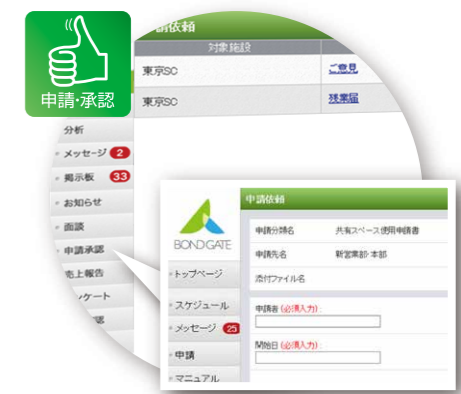 申請・承認
請依頼
対象施設
東京SC
ご意見
東京SC
残業届
分析
メッセージ 2
掲示板 33
お知らせ
面談
申請承認
売上報告
ンケート
BOND GATE
トップページ
スケジュール
メッセージ 25
申請
マニュアル
申請依頼
申請分類名 共有スペース使用申請書
申請先名 新営業部・本部
添付ファイル名
申請者 (必須入力) :
開始日 (必須入力) :